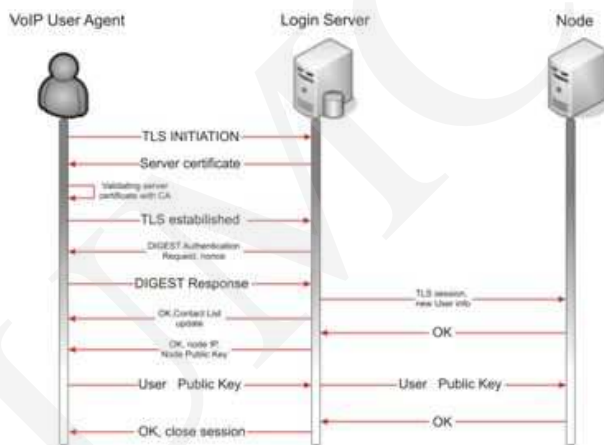 VoIP User Agent
Login Server
Node
TLS INITIATION
Server certificate
Validating server
certificate with CA
TLS estabilished
DIGEST Authentication
Request, nonce
DIGEST Response
TLS session,
new User info
OK,Contact List
update
OK
OK, node IP,
Node Public Key
User Public Key
User Public Key
OK
OK, close session
UMC